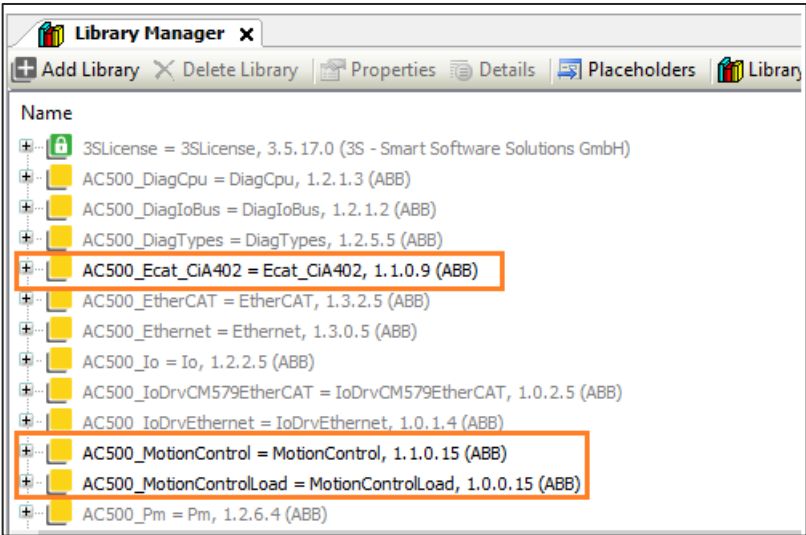 Library Manager
Add Library Delete Library Properties Details Placeholders Library
Name
3SLicense = 3SLicense, 3.5.17.0 (3S - Smart Software Solutions GmbH)
AC500_DiagCpu = DiagCpu, 1.2.1.3 (ABB)
AC500_DiagIoBus = DiagIoBus, 1.2.1.2 (ABB)
AC500_DiagTypes = DiagTypes, 1.2.5.5 (ABB)
AC500_Ecat_CiA402 = Ecat_CiA402, 1.1.0.9 (ABB)
AC500_EtherCAT = EtherCAT, 1.3.2.5 (ABB)
AC500_Ethernet = Ethernet, 1.3.0.5 (ABB)
AC500_Io = Io, 1.2.2.5 (ABB)
AC500_IoDrvCM579EtherCAT = IoDrvCM579EtherCAT, 1.0.2.5 (ABB)
AC500_IoDrvEthernet = IoDrvEthernet, 1.0.1.4 (ABB)
AC500_MotionControl = MotionControl, 1.1.0.15 (ABB)
AC500_MotionControlLoad = MotionControlLoad, 1.0.0.15 (ABB)
AC500_Pm = Pm, 1.2.6.4 (ABB)